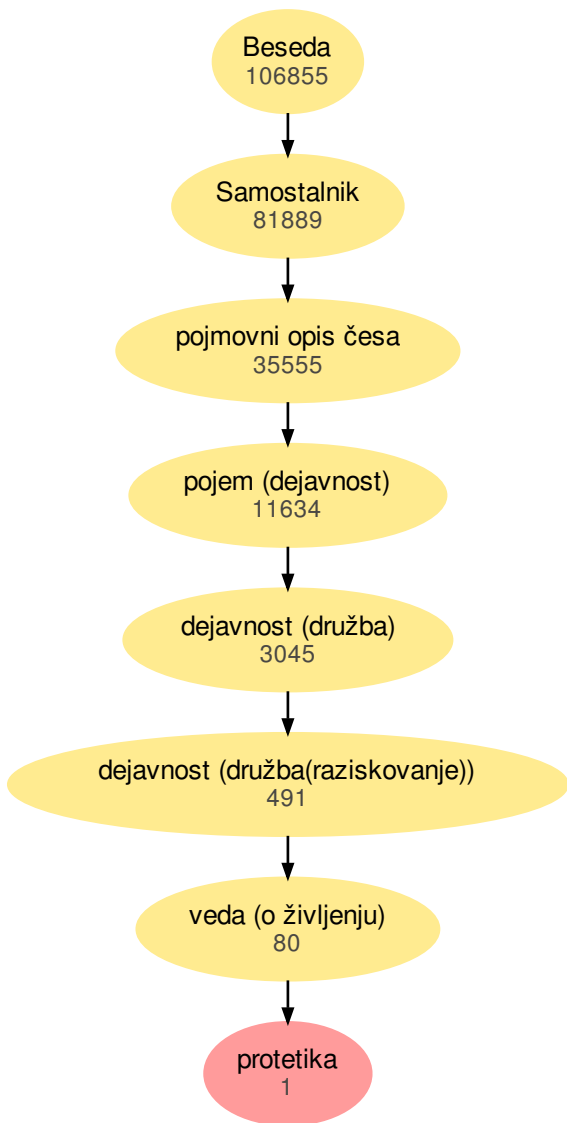 Beseda
106855
Samostalnik
81889
pojmovni opis česa
35555
pojem (dejavnost)
11634
dejavnost (družba)
3045
dejavnost (družba(raziskovanje))
491
veda (o življenju)
80
protetika
1